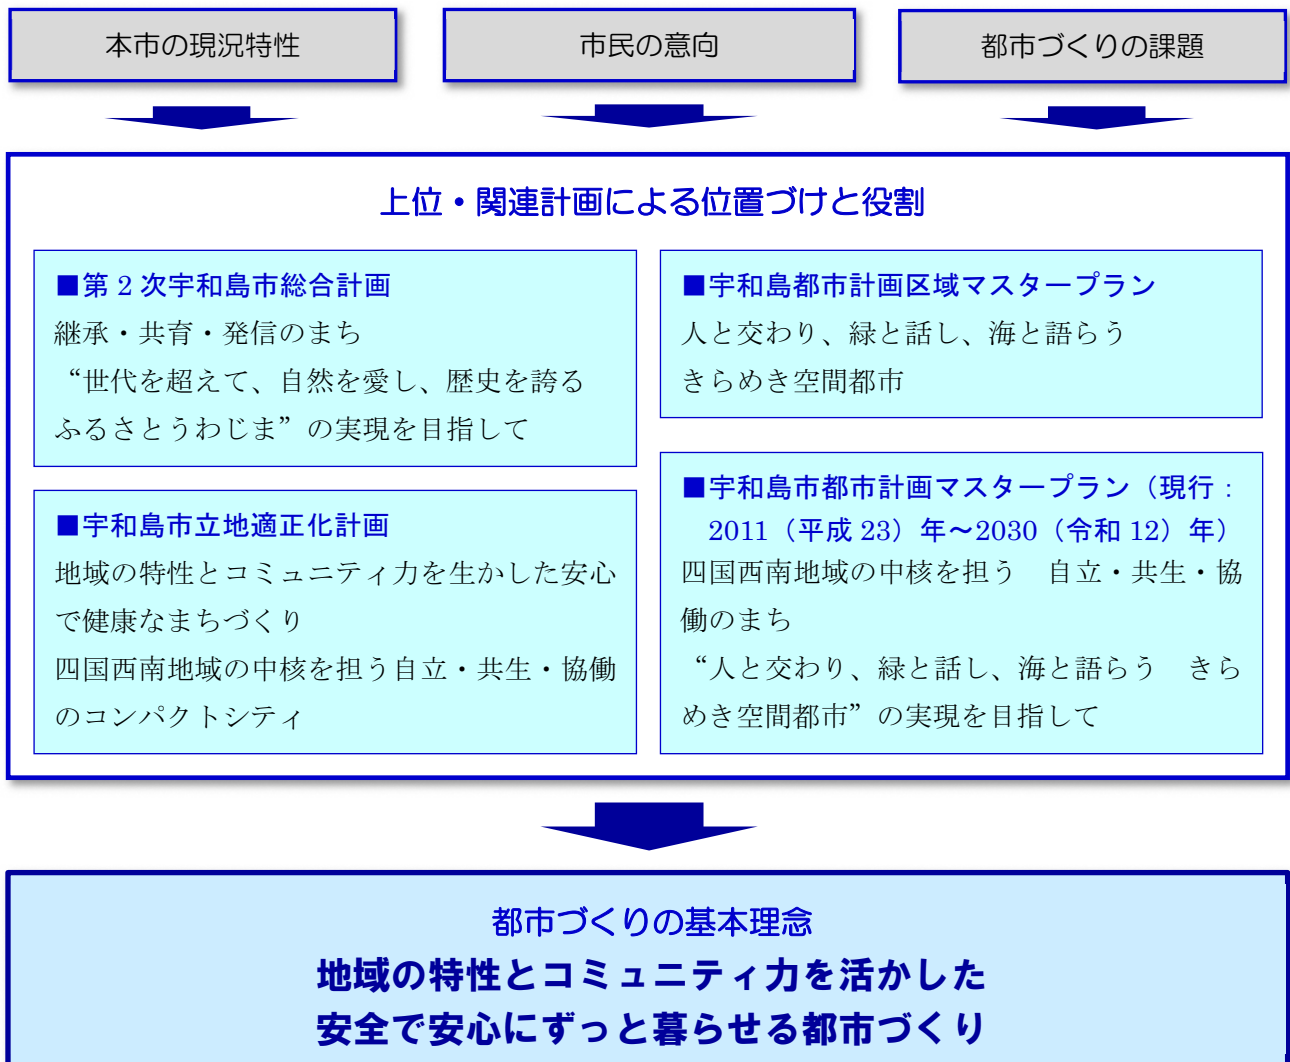 本市の現況特性
市民の意向
都市づくりの課題
上位・関連計画による位置づけと役割
■第２次宇和島市総合計画
継承・共育・発信のまち
“世代を超えて、自然を愛し、歴史を誇る
ふるさとうわじま”の実現を目指して
■宇和島市立地適正化計画
地域の特性とコミュニティ力を生かした安心
で健康なまちづくり
四国西南地域の中核を担う自立・共生・協働
のコンパクトシティ
■宇和島都市計画区域マスタープラン
人と交わり、緑と話し、海と語らう
きらめき空間都市
■宇和島市都市計画マスタープラン（現行：
2011（平成 23）年～2030（令和 12）年）
四国西南地域の中核を担う　自立・共生・協
働のまち
“人と交わり、緑と話し、海と語らう　きら
めき空間都市”の実現を目指して
都市づくりの基本理念
地域の特性とコミュニティ力を活かした
安全で安心にずっと暮らせる都市づくり